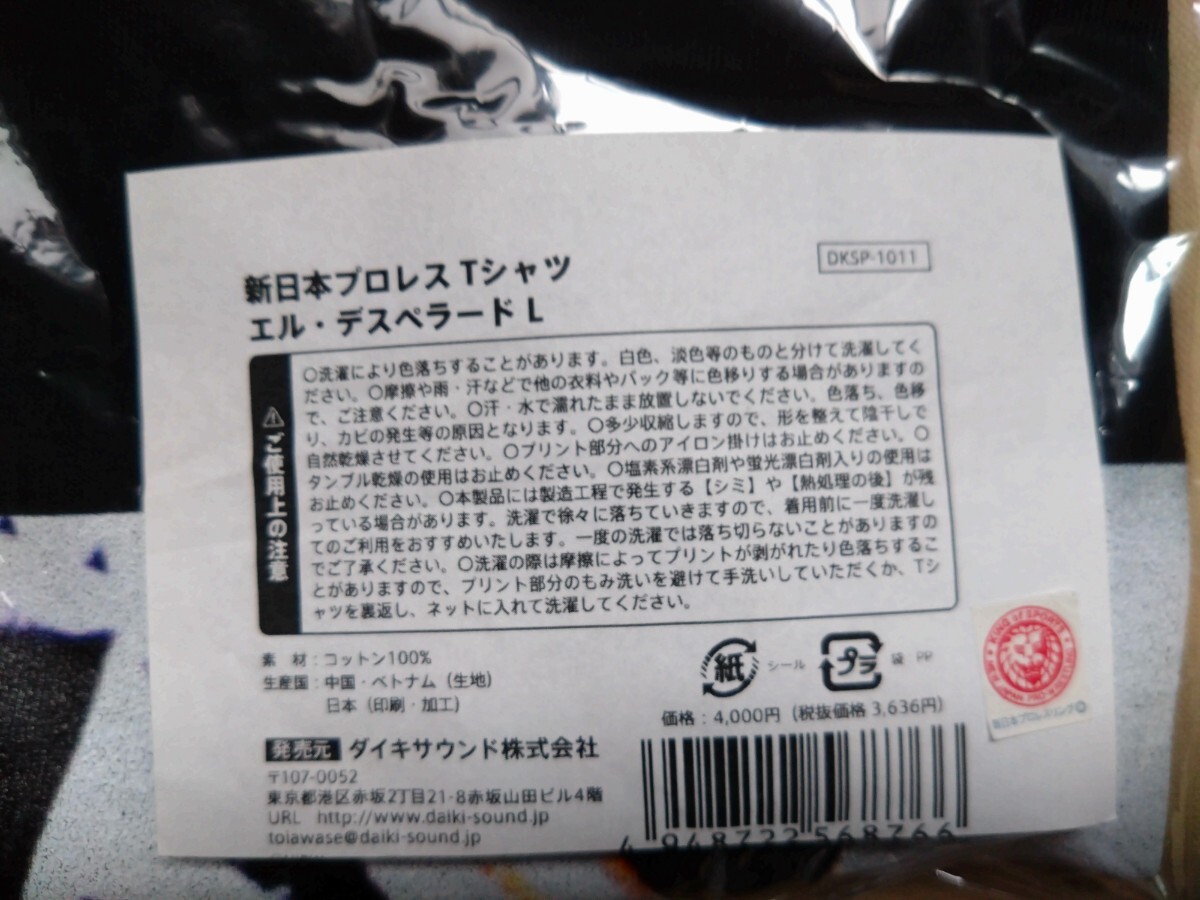 新日本プロレス Tシャツ
エル・デスペラード L
DKSP-1011
⚠ご使用上の注意
○洗濯により色落ちすることがあります。白色、淡色等のものと分けて洗濯してく
ださい。○摩擦や雨・汗などで他の衣料やバック等に色移りする場合がありますの
で、ご注意ください。○汗・水で濡れたまま放置しないでください。色落ち、色移
り、カビの発生等の原因となります。○多少収縮しますので、形を整えて陰干しで
自然乾燥させてください。○プリント部分へのアイロン掛けはお止めください。○
タンブル乾燥の使用はお止めください。○塩素系漂白剤や蛍光漂白剤入りの使用は
お止めください。○本製品には製造工程で発生する【シミ】や【熱処理の後】が残
っている場合があります。洗濯で徐々に落ちていきますので、着用前に一度洗濯し
てのご利用をおすすめいたします。一度の洗濯では落ち切らないことがありますの
でご了承ください。○洗濯の際は摩擦によってプリントが剥がれたり色落ちするこ
とがありますので、プリント部分のもみ洗いを避けて手洗いしていただくか、Tシ
ャツを裏返し、ネットに入れて洗濯してください。
素 材：コットン100%
生産国：中国・ベトナム（生地）
日本（印刷・加工）
紙 シール プラ 袋 PP
価格：4,000円（税抜価格 3,636円）
KING of SPORTS
新日本プロレスリング
発売元 ダイキサウンド株式会社
〒107-0052
東京都港区赤坂2丁目21-8赤坂山田ビル4階
URL http://www.daiki-sound.jp
toiawase@daiki-sound.jp
4948722568766